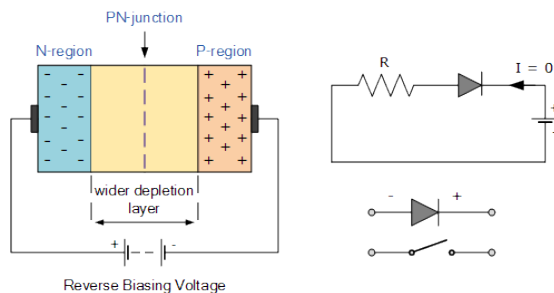 PN-junction
N-region
P-region
wider depletion
layer
+ -
Reverse Biasing Voltage
R
I = 0
+
-
- +